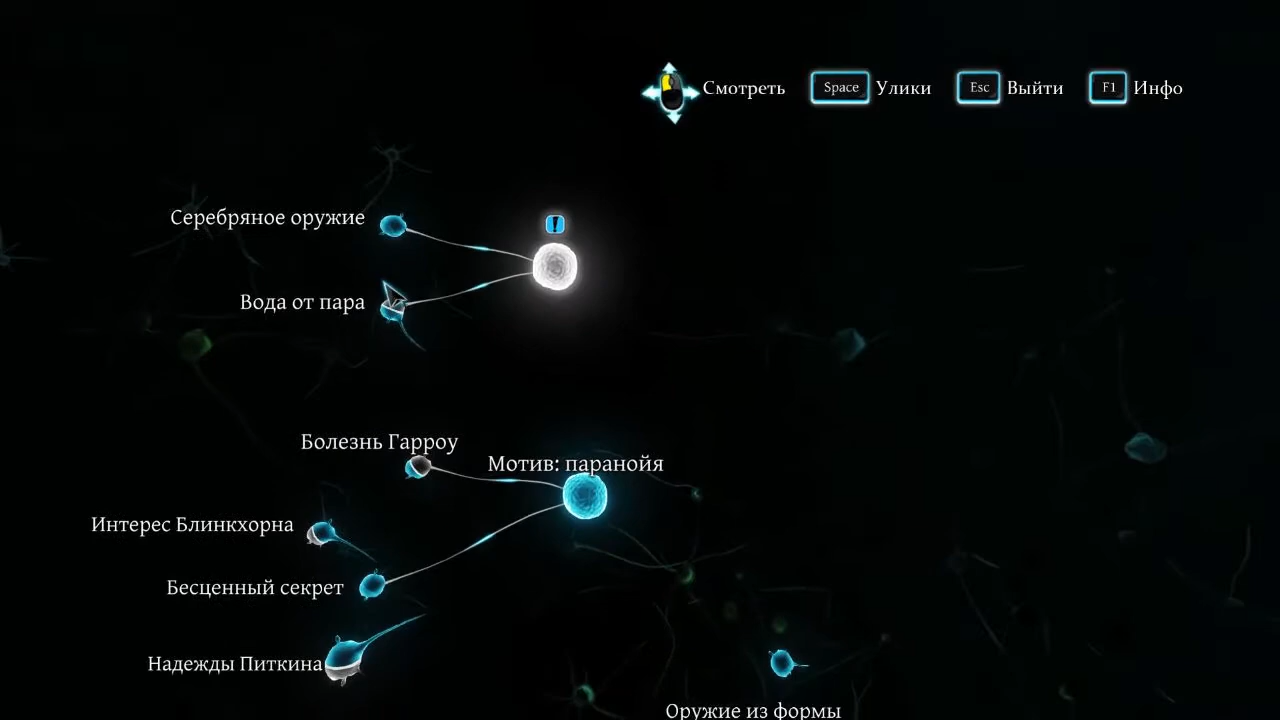 Смотреть
Space
Улики
Esc
Выйти
F1
Инфо
Серебряное оружие
!
Вода от пара
Болезнь Гарроу
Мотив: паранойя
Интерес Блинкхорна
Бесценный секрет
Надежды Питкина
Оружие из формы